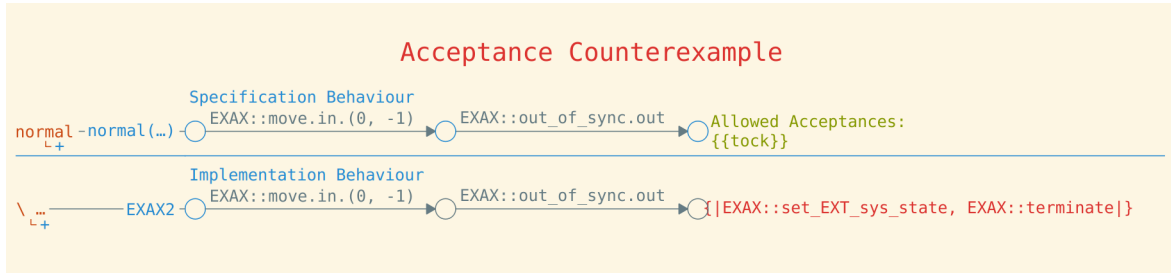 Acceptance Counterexample
Specification Behaviour
EXAX::move.in.(0, -1) EXAX::out_of_sync.out
normal normal(…) Allowed Acceptances:
+ {{tock}}
Implementation Behaviour
EXAX::move.in.(0, -1) EXAX::out_of_sync.out
\ … EXAX2 {|EXAX::set_EXT_sys_state, EXAX::terminate|}
+